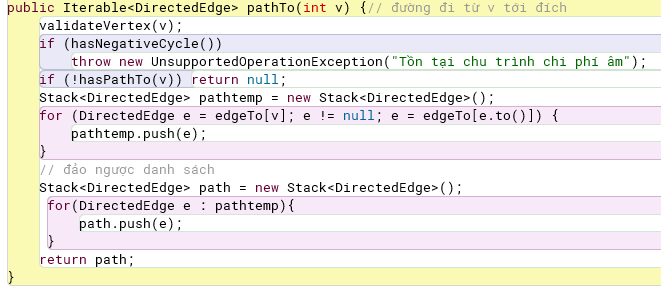 public Iterable<DirectedEdge> pathTo(int v) {// đường đi từ v tới đích
validateVertex(v);
if (hasNegativeCycle())
throw new UnsupportedOperationException("Tồn tại chu trình chi phí âm");
if (!hasPathTo(v)) return null;
Stack<DirectedEdge> pathtemp = new Stack<DirectedEdge>();
for (DirectedEdge e = edgeTo[v]; e != null; e = edgeTo[e.to()]) {
pathtemp.push(e);
}
// đảo ngược danh sách
Stack<DirectedEdge> path = new Stack<DirectedEdge>();
for(DirectedEdge e : pathtemp){
path.push(e);
}
return path;
}